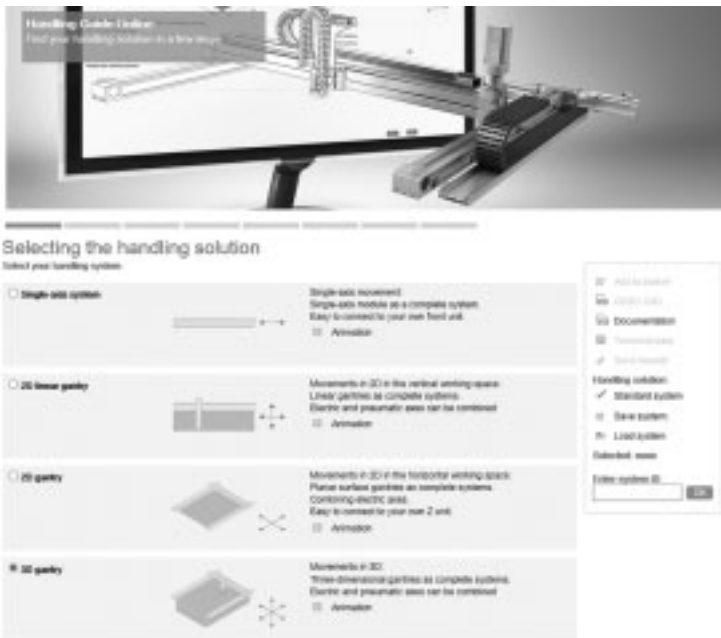 Handling Guide Online
Find your handling solution in a few steps
Selecting the handling solution
Select your handling system
Single-axis system
Single-axis movement.
Single-axis module as a complete system.
Easy to connect to your own front unit.
Animation
2D linear gantry
Movements in 2D in the vertical working space.
Linear gantries as complete systems.
Electric and pneumatic axes can be combined
Animation
2D gantry
Movements in 2D in the horizontal working space.
Planar surface gantries as complete systems.
Combining electric axes.
Easy to connect to your own Z unit.
Animation
3D gantry
Movements in 3D.
Three-dimensional gantries as complete systems.
Electric and pneumatic axes can be combined
Animation
Documentation
Handling solution
Standard system
Save system
Load system
Selected: none
Enter system ID
OK